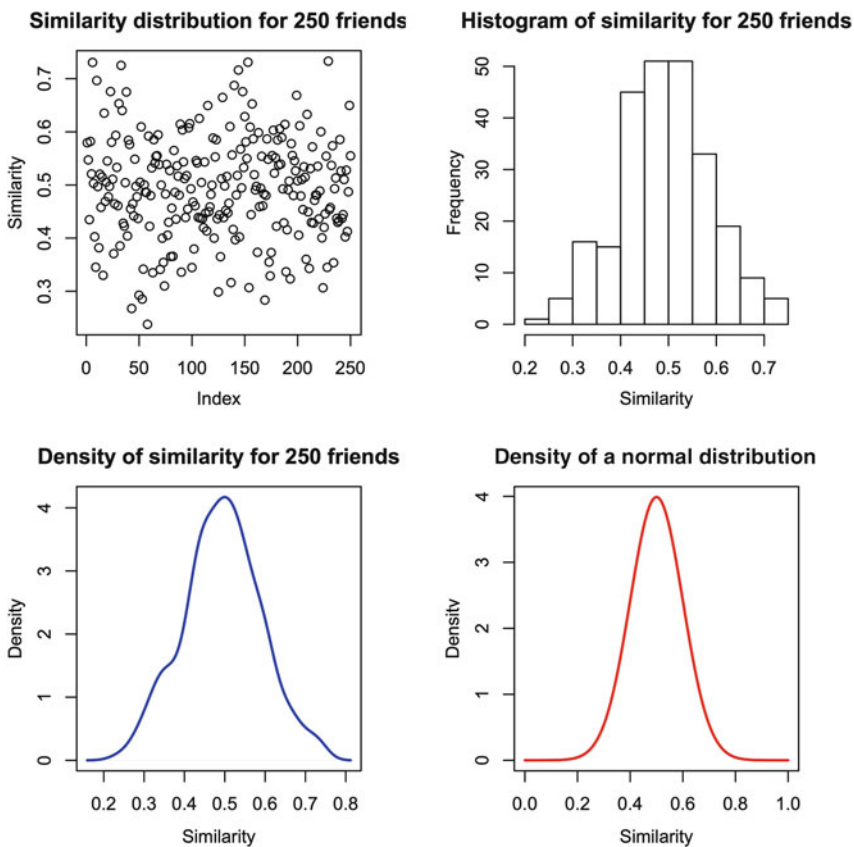 Similarity distribution for 250 friends
Similarity
0.7
0.6
0.5
0.4
0.3
0 50 100 150 200 250
Index
Histogram of similarity for 250 friends
Frequency
50
40
30
20
10
0
0.2 0.3 0.4 0.5 0.6 0.7
Similarity
Density of similarity for 250 friends
Density
4
3
2
1
0
0.2 0.3 0.4 0.5 0.6 0.7 0.8
Similarity
Density of a normal distribution
Density
4
3
2
1
0
0.0 0.2 0.4 0.6 0.8 1.0
Similarity